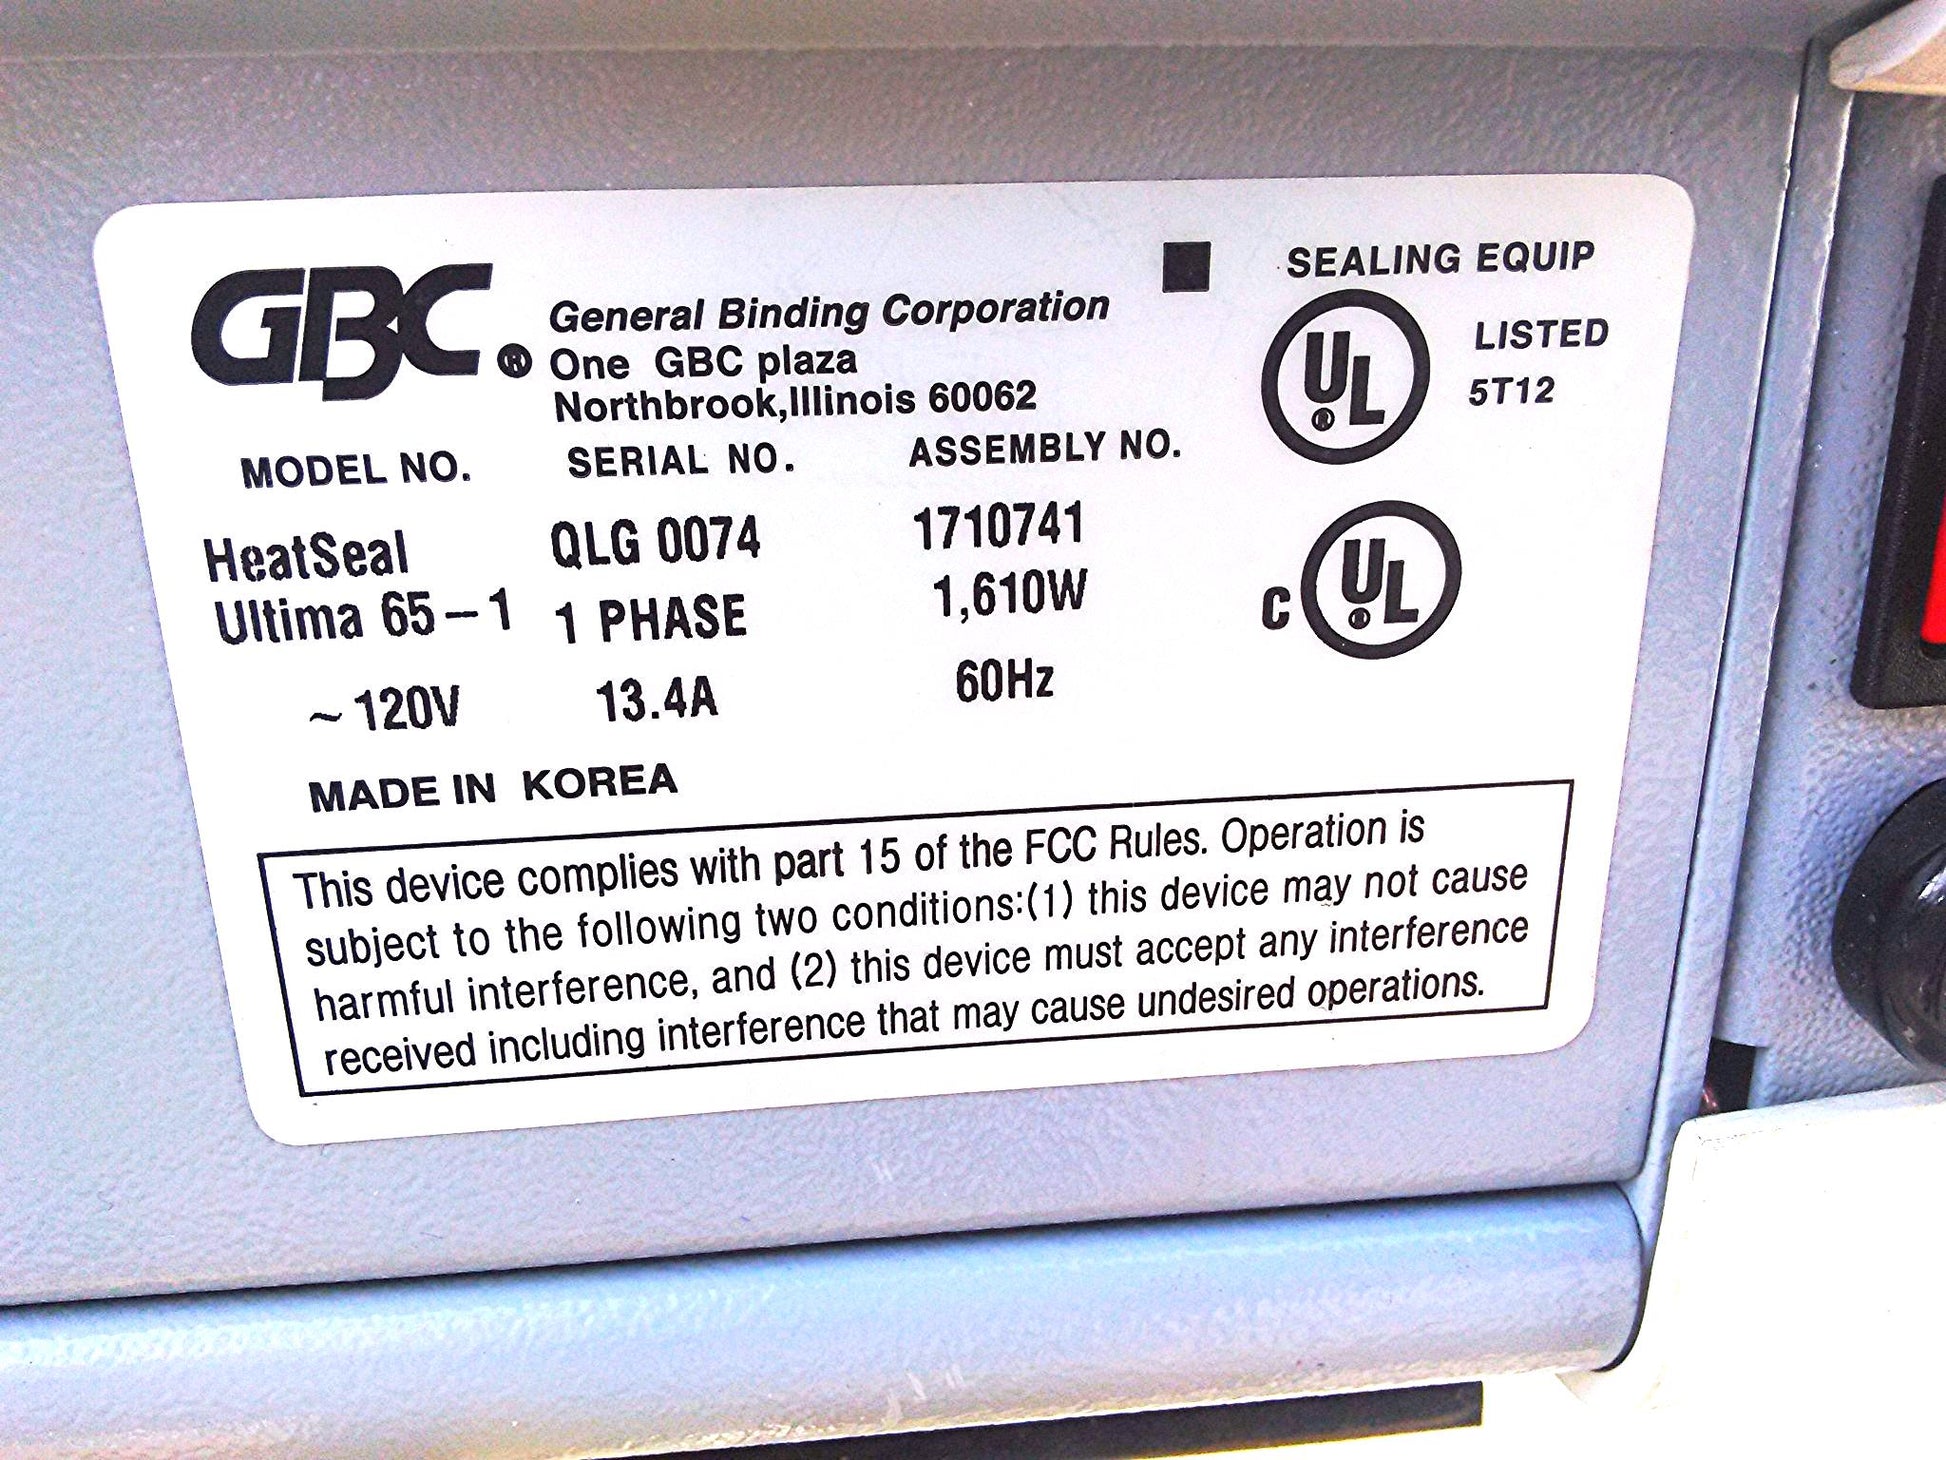 GBC®
General Binding Corporation
One GBC plaza
Northbrook,Illinois 60062
SEALING EQUIP
UL®
LISTED
5T12
MODEL NO. SERIAL NO. ASSEMBLY NO.
HeatSeal QLG 0074 1710741
Ultima 65-1 1 PHASE 1,610W
C UL®
~ 120V 13.4A 60Hz
MADE IN KOREA
This device complies with part 15 of the FCC Rules. Operation is
subject to the following two conditions:(1) this device may not cause
harmful interference, and (2) this device must accept any interference
received including interference that may cause undesired operations.